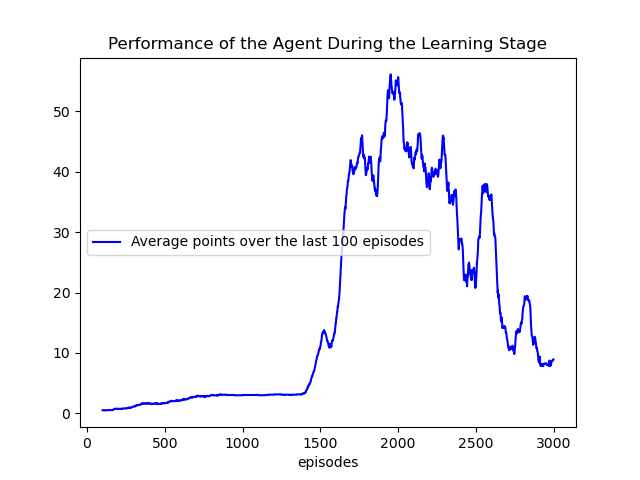 Performance of the Agent During the Learning Stage
50
40
30
Average points over the last 100 episodes
20
10
0
0 500 1000 1500 2000 2500 3000
episodes